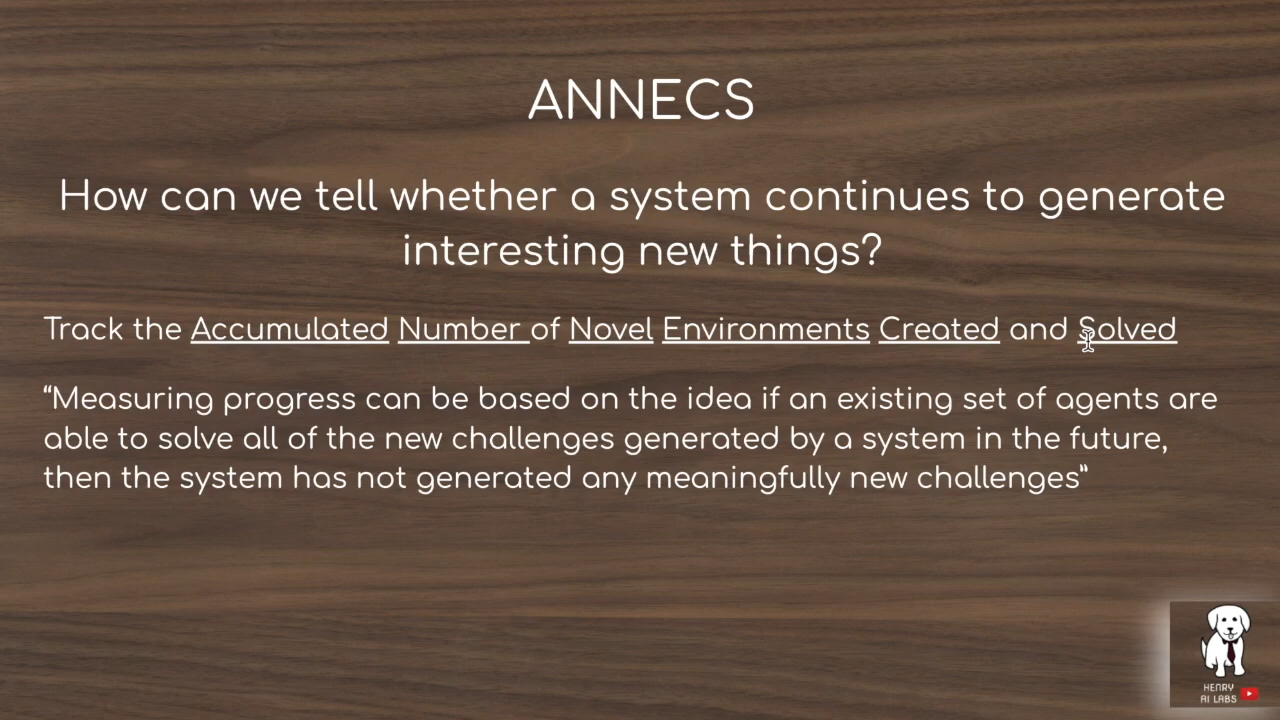 ANNECS
How can we tell whether a system continues to generate
interesting new things?
Track the Accumulated Number of Novel Environments Created and Solved
“Measuring progress can be based on the idea if an existing set of agents are
able to solve all of the new challenges generated by a system in the future,
then the system has not generated any meaningfully new challenges”
HENRY
AI LABS